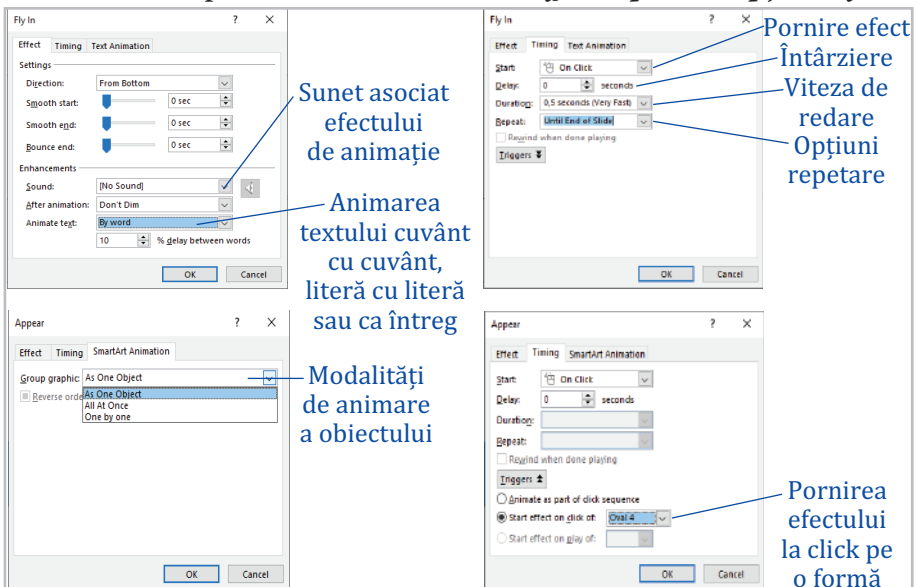 Fly In ? ×
Effect Timing Text Animation
Settings
Direction: From Bottom
Smooth start: 0 sec
Smooth end: 0 sec
Bounce end: 0 sec
Enhancements
Sound: [No Sound]
After animation: Don't Dim
Animate text: By word
10 % delay between words
OK Cancel
Sunet asociat
efectului
de animație
Animarea
textului cuvânt
cu cuvânt,
literă cu literă
sau ca întreg
Fly In ? ×
Effect Timing Text Animation
Start: On Click
Delay: 0 seconds
Duration: 0,5 seconds (Very Fast)
Repeat: Until End of Slide
Rewind when done playing
Triggers
OK Cancel
Pornire efect
Întârziere
Viteza de
redare
Opțiuni
repetare
Appear ? ×
Effect Timing SmartArt Animation
Group graphic: As One Object
Reverse orde
As One Object
All At Once
One by one
OK Cancel
Modalități
de animare
a obiectului
Appear ? ×
Effect Timing SmartArt Animation
Start: On Click
Delay: 0 seconds
Duration:
Repeat:
Rewind when done playing
Triggers
Animate as part of click sequence
Start effect on click of: Oval 4
Start effect on play of:
OK Cancel
Pornirea
efectului
la click pe
o formă